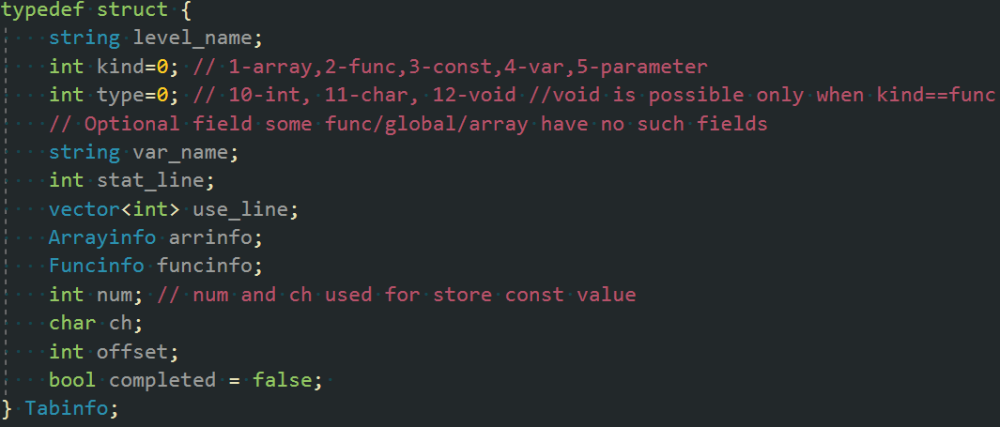 typedef struct {
    string level_name;
    int kind=0; // 1-array,2-func,3-const,4-var,5-parameter
    int type=0; // 10-int, 11-char, 12-void //void is possible only when kind==func
    // Optional field some func/global/array have no such fields
    string var_name;
    int stat_line;
    vector<int> use_line;
    Arrayinfo arrinfo;
    Funcinfo funcinfo;
    int num; // num and ch used for store const value
    char ch;
    int offset;
    bool completed = false;
} Tabinfo;